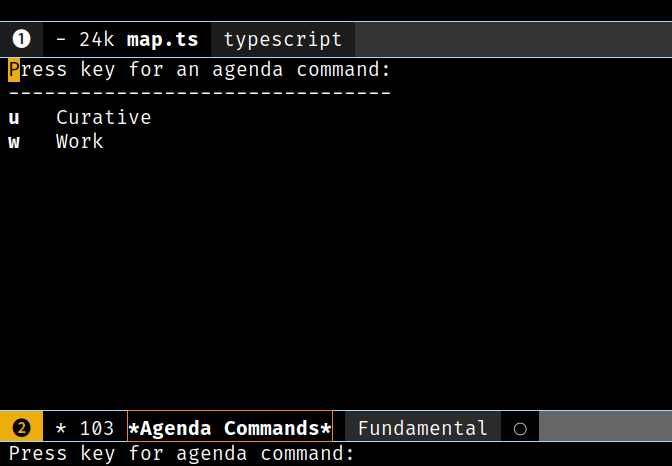 ❶ - 24k map.ts typescript
Press key for an agenda command:
--------------------------------
u Curative
w Work
❷ * 103 *Agenda Commands* Fundamental ○
Press key for agenda command: